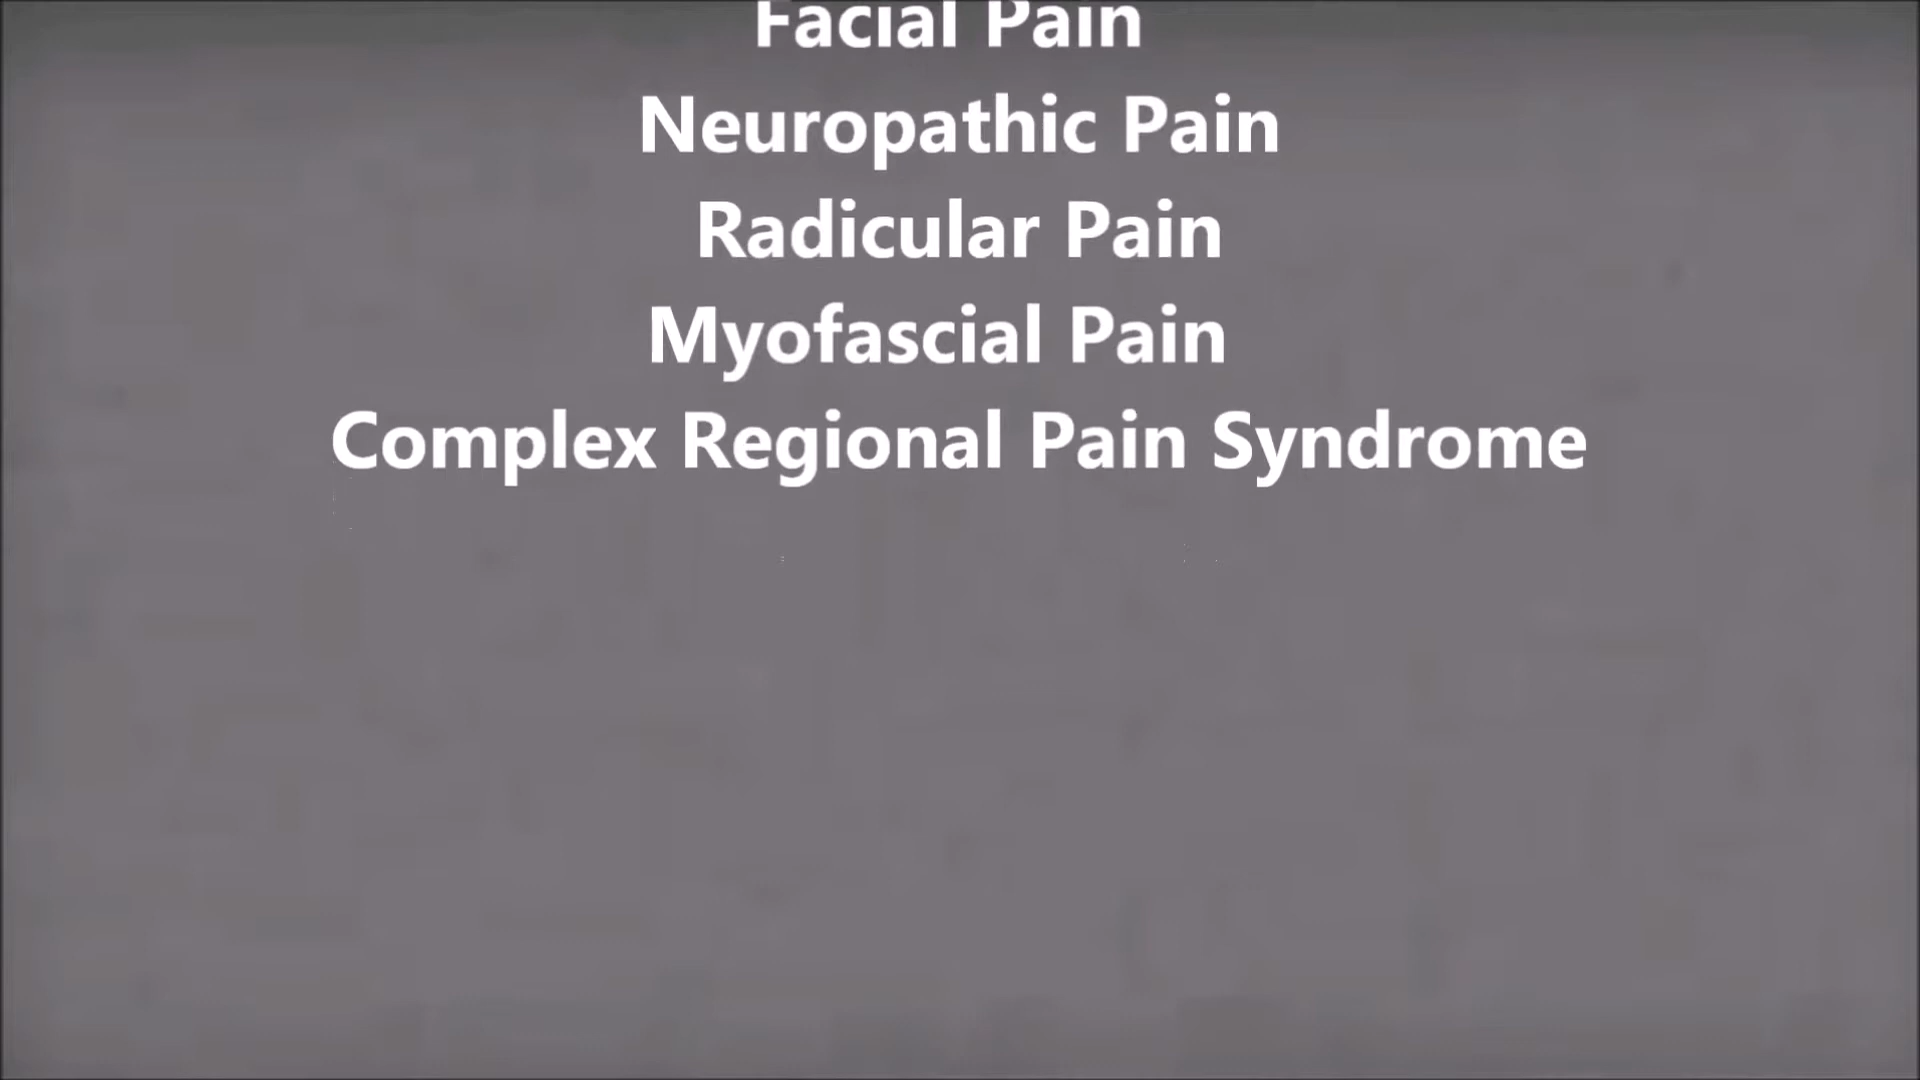 Facial Pain
Neuropathic Pain
Radicular Pain
Myofascial Pain
Complex Regional Pain Syndrome